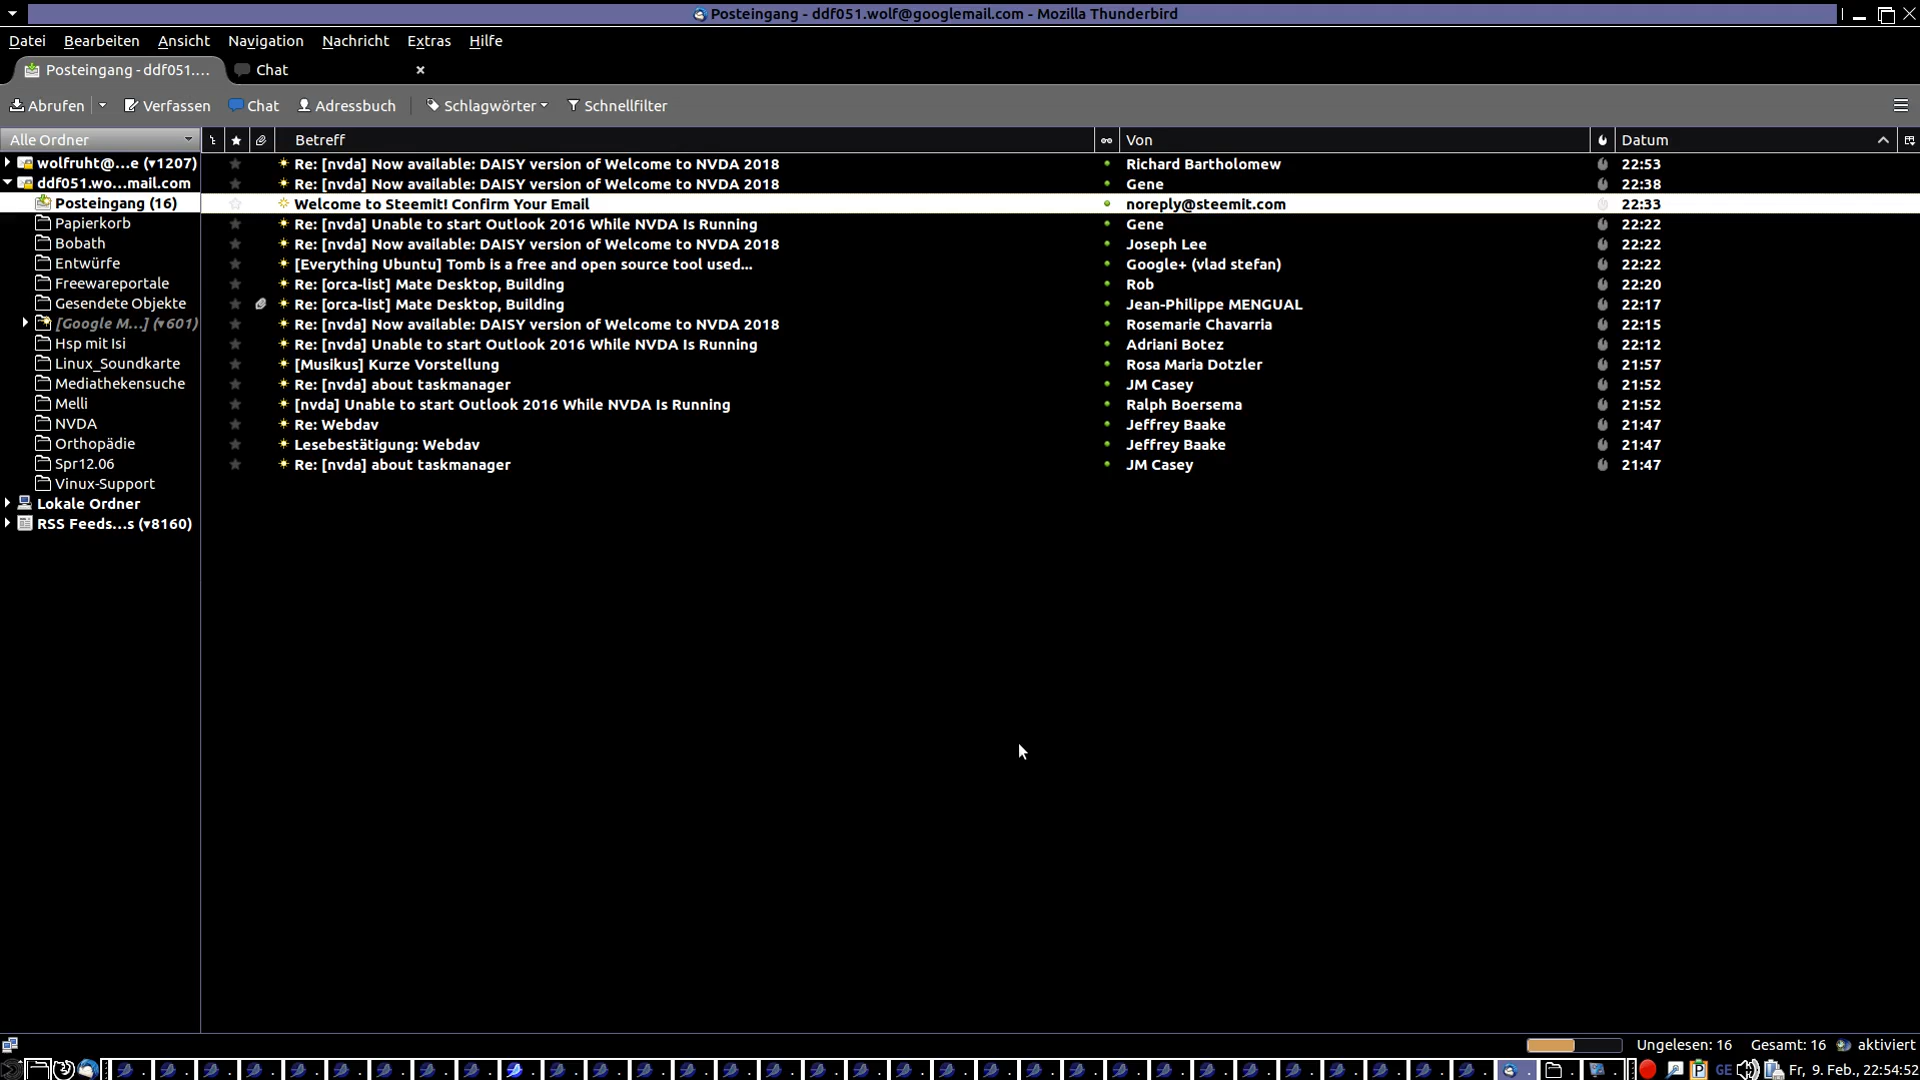 Posteingang - ddf051.wolf@googlemail.com - Mozilla Thunderbird
Datei Bearbeiten Ansicht Navigation Nachricht Extras Hilfe
Posteingang - ddf051.... Chat
Abrufen Verfassen Chat Adressbuch Schlagwörter Schnellfilter
Alle Ordner Betreff Von Datum
wolfruht@...e (▾1207)
ddf051.wo...mail.com
Posteingang (16)
Papierkorb
Bobath
Entwürfe
Freewareportale
Gesendete Objekte
[Google M...] (▾601)
Hsp mit Isi
Linux_Soundkarte
Mediathekensuche
Melli
NVDA
Orthopädie
Spr12.06
Vinux-Support
Lokale Ordner
RSS Feeds...s (▾8160)
Re: [nvda] Now available: DAISY version of Welcome to NVDA 2018 Richard Bartholomew 22:53
Re: [nvda] Now available: DAISY version of Welcome to NVDA 2018 Gene 22:38
Welcome to Steemit! Confirm Your Email noreply@steemit.com 22:33
Re: [nvda] Unable to start Outlook 2016 While NVDA Is Running Gene 22:22
Re: [nvda] Now available: DAISY version of Welcome to NVDA 2018 Joseph Lee 22:22
[Everything Ubuntu] Tomb is a free and open source tool used... Google+ (vlad stefan) 22:22
Re: [orca-list] Mate Desktop, Building Rob 22:20
Re: [orca-list] Mate Desktop, Building Jean-Philippe MENGUAL 22:17
Re: [nvda] Now available: DAISY version of Welcome to NVDA 2018 Rosemarie Chavarria 22:15
Re: [nvda] Unable to start Outlook 2016 While NVDA Is Running Adriani Botez 22:12
[Musikus] Kurze Vorstellung Rosa Maria Dotzler 21:57
Re: [nvda] about taskmanager JM Casey 21:52
[nvda] Unable to start Outlook 2016 While NVDA Is Running Ralph Boersema 21:52
Re: Webdav Jeffrey Baake 21:47
Lesebestätigung: Webdav Jeffrey Baake 21:47
Re: [nvda] about taskmanager JM Casey 21:47
Ungelesen: 16 Gesamt: 16 aktiviert
GE Fr, 9. Feb., 22:54:52